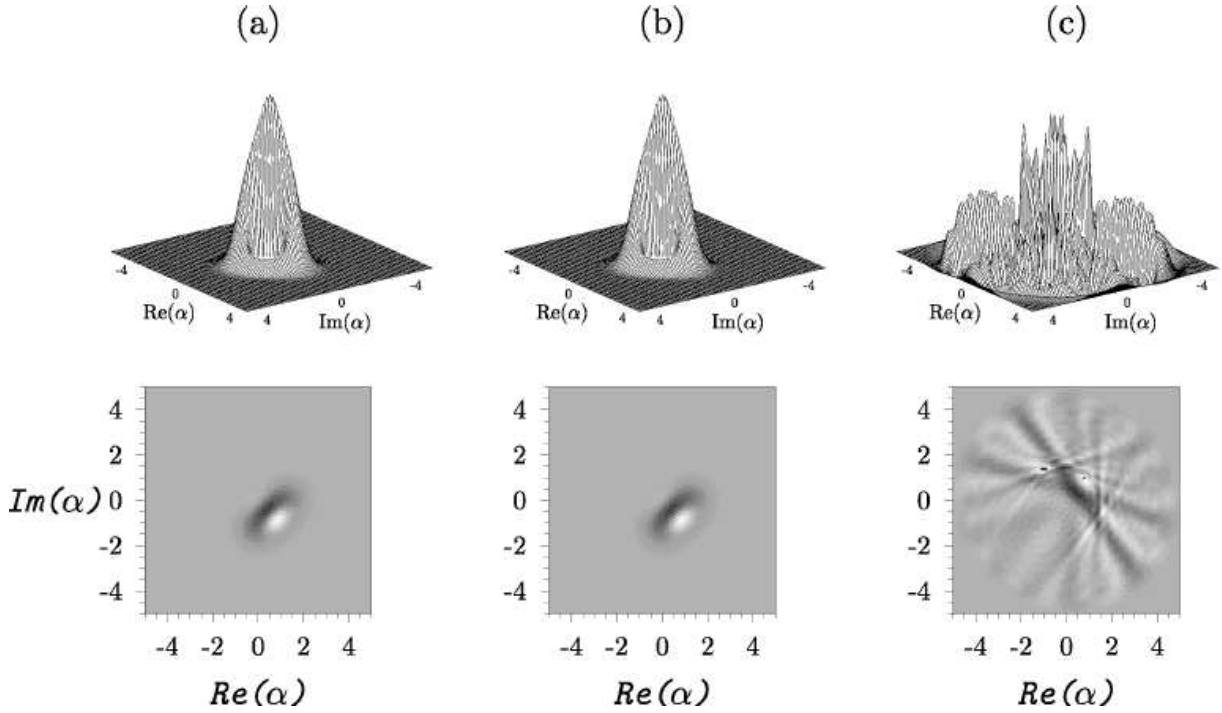 (a) (b) (c)
-4 -4 -4 -4 -4 -4
0 0 0 0 0 0
Re(α) 4 4 Im(α) Re(α) 4 4 Im(α) Re(α) 4 4 Im(α)
4 4 4
2 2 2
Im(α) 0 0 0
-2 -2 -2
-4 -4 -4
-4 -2 0 2 4 -4 -2 0 2 4 -4 -2 0 2 4
Re(α) Re(α) Re(α)